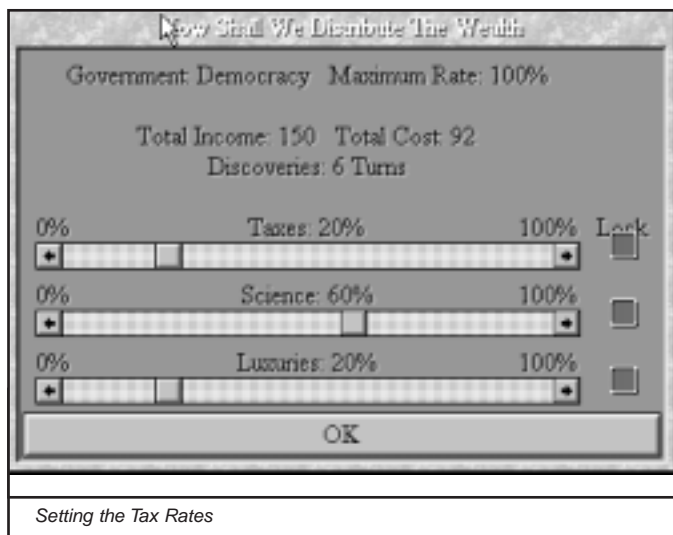 How Shall We Distribute The Wealth
Government: Democracy Maximum Rate: 100%
Total Income: 150 Total Cost: 92
Discoveries: 6 Turns
0% Taxes: 20% 100% Lock
0% Science: 60% 100%
0% Luxuries: 20% 100%
OK
Setting the Tax Rates